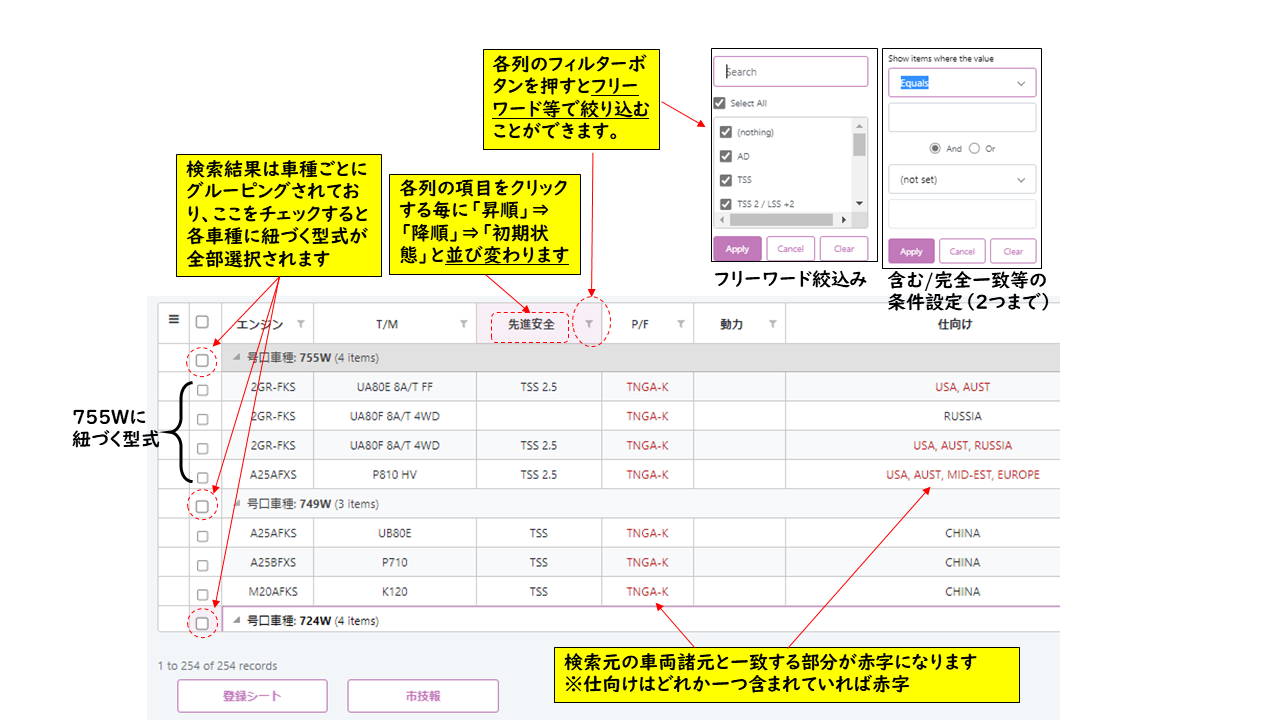 各列のフィルターボ
タンを押すとフリー
ワード等で絞り込む
ことができます。
Search
Select All
(nothing)
AD
TSS
TSS 2 / LSS +2
Apply
Cancel
Clear
フリーワード絞込み
Show items where the value
Equals
And
Or
(not set)
Apply
Cancel
Clear
含む/完全一致等の
条件設定（2つまで）
検索結果は車種ごとに
グルーピングされてお
り、ここをチェックすると
各車種に紐づく型式が
全部選択されます
各列の項目をクリック
する毎に「昇順」⇒
「降順」⇒「初期状
態」と並び変わります
エンジン T/M 先進安全 P/F 動力 仕向け
号口車種: 755W (4 items)
2GR-FKS UA80E 8A/T FF TSS 2.5 TNGA-K USA, AUST
2GR-FKS UA80F 8A/T 4WD TNGA-K RUSSIA
2GR-FKS UA80F 8A/T 4WD TSS 2.5 TNGA-K USA, AUST, RUSSIA
A25AFXS P810 HV TSS 2.5 TNGA-K USA, AUST, MID-EST, EUROPE
755Wに
紐づく型式
号口車種: 749W (3 items)
A25AFKS UB80E TSS TNGA-K CHINA
A25BFXS P710 TSS TNGA-K CHINA
M20AFKS K120 TSS TNGA-K CHINA
号口車種: 724W (4 items)
検索元の車両諸元と一致する部分が赤字になります
※仕向けはどれか一つ含まれていれば赤字
1 to 254 of 254 records
登録シート
市技報